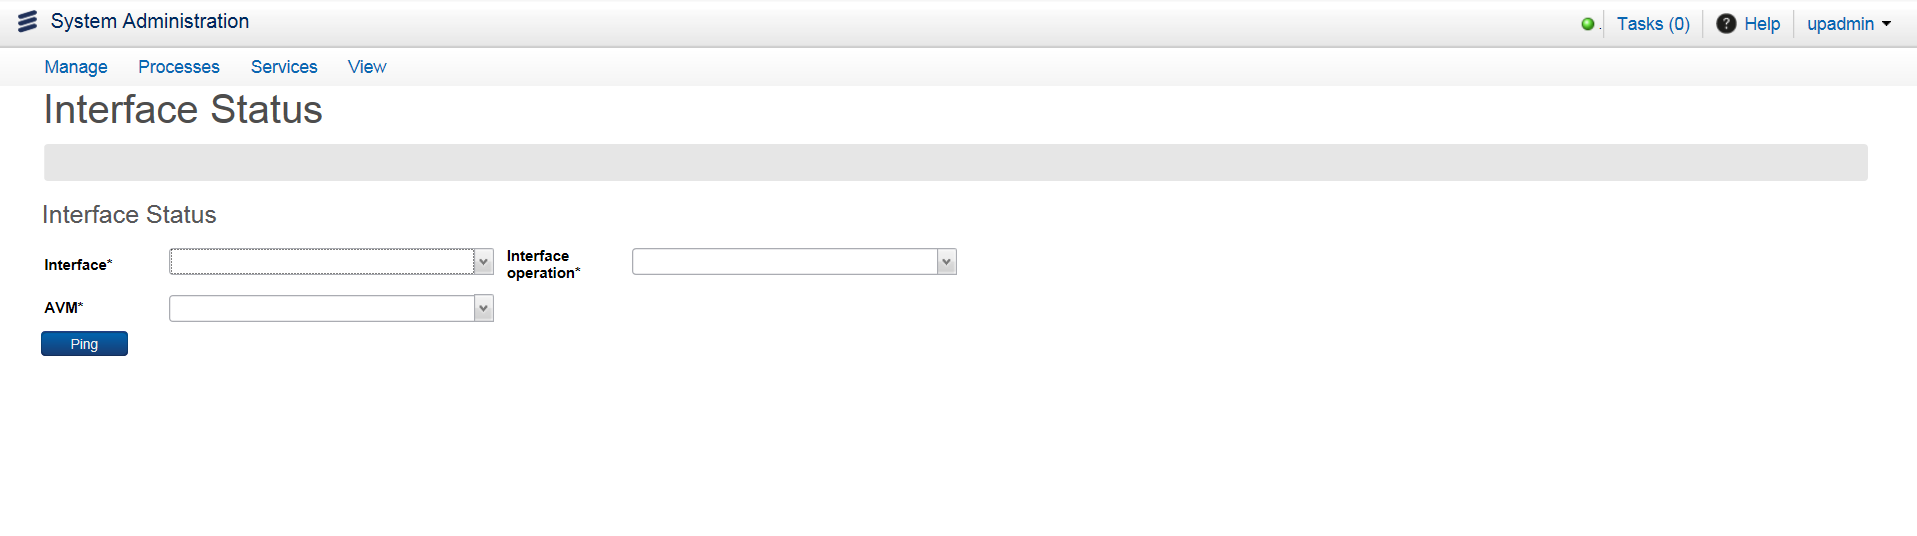 System Administration
Tasks (0)
? Help
upadmin
Manage Processes Services View
Interface Status
Interface Status
Interface*
Interface operation*
AVM*
Ping